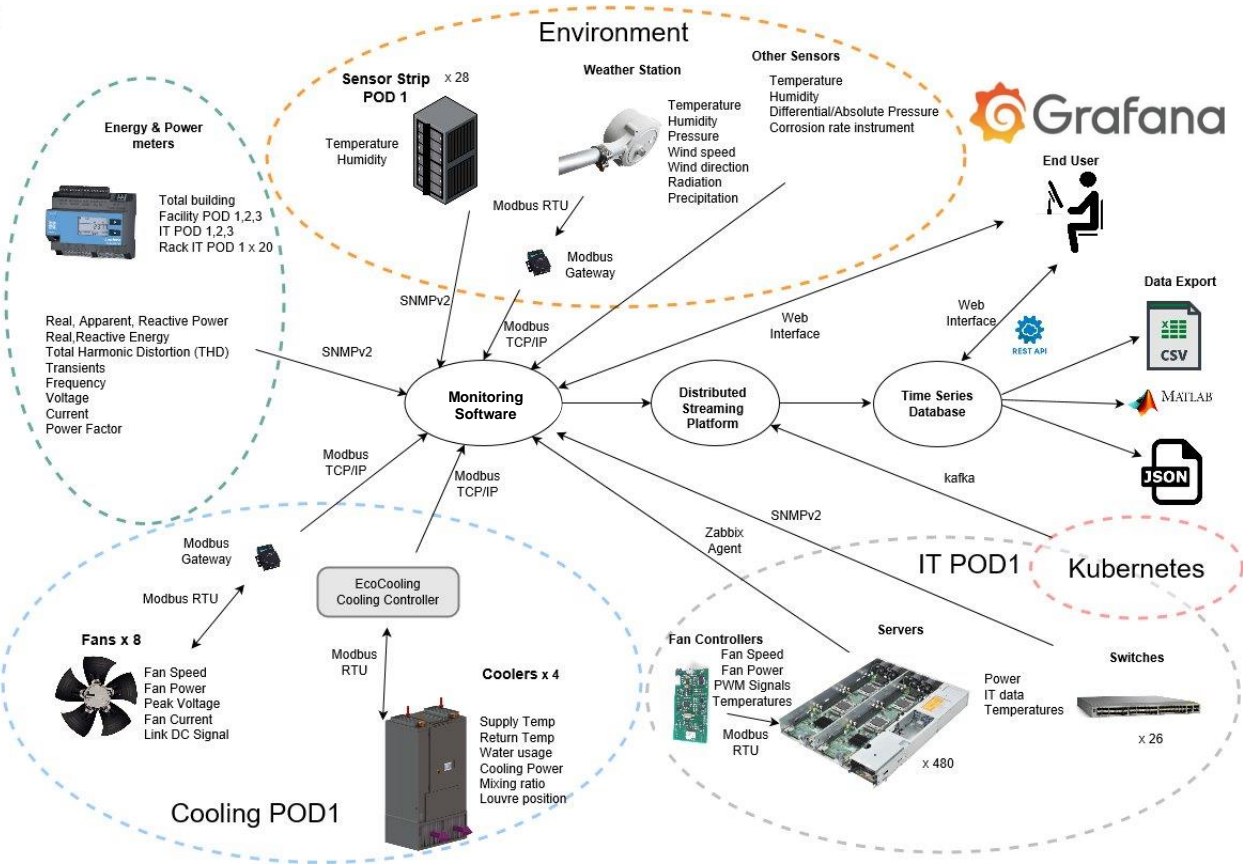 Environment
Sensor Strip x 28
POD 1
Temperature
Humidity
Weather Station
Temperature
Humidity
Pressure
Wind speed
Wind direction
Radiation
Precipitation
Other Sensors
Temperature
Humidity
Differential/Absolute Pressure
Corrosion rate instrument
Modbus RTU
Modbus
Gateway
SNMPv2
Modbus
TCP/IP
Grafana
End User
Web
Interface
Web
Interface
REST API
Data Export
CSV
MATLAB
JSON
Energy & Power
meters
Total building
Facility POD 1,2,3
IT POD 1,2,3
Rack IT POD 1 x 20
Real, Apparent, Reactive Power
Real,Reactive Energy
Total Harmonic Distortion (THD)
Transients
Frequency
Voltage
Current
Power Factor
SNMPv2
Monitoring
Software
Distributed
Streaming
Platform
Time Series
Database
Modbus
TCP/IP
Modbus
TCP/IP
Modbus
Gateway
Modbus RTU
EcoCooling
Cooling Controller
Fans x 8
Fan Speed
Fan Power
Peak Voltage
Fan Current
Link DC Signal
Modbus
RTU
Coolers x 4
Supply Temp
Return Temp
Water usage
Cooling Power
Mixing ratio
Louvre position
Cooling POD1
Zabbix
Agent
SNMPv2
kafka
IT POD1
Kubernetes
Fan Controllers
Fan Speed
Fan Power
PWM Signals
Temperatures
Modbus
RTU
Servers
x 480
Power
IT data
Temperatures
Switches
x 26